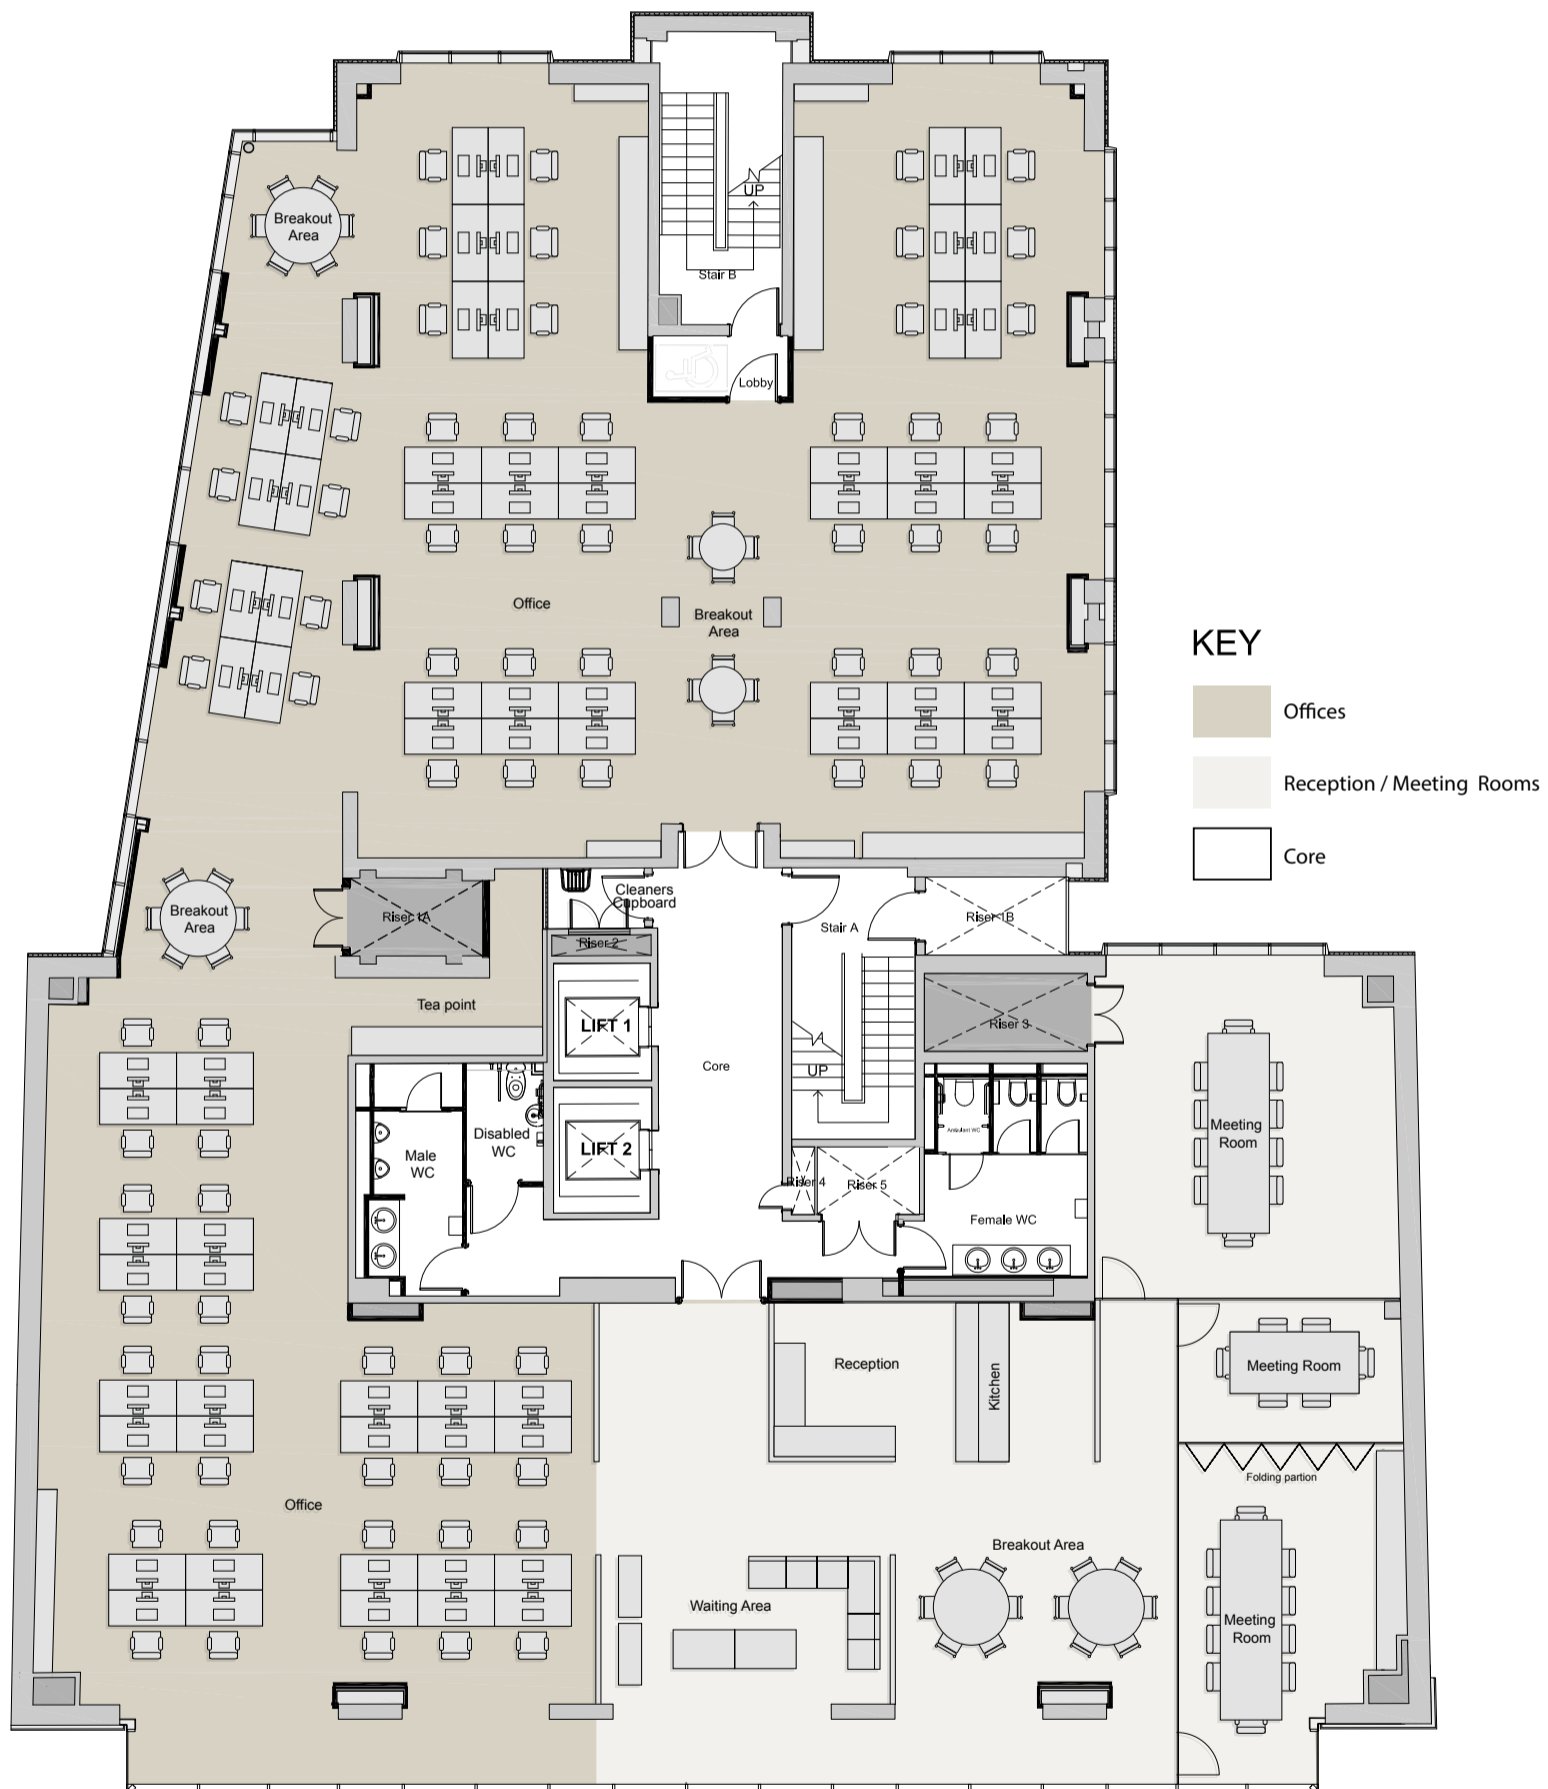 UP
Stair B
Breakout
Area
Lobby
Office
Breakout
Area
KEY
Offices
Reception / Meeting Rooms
Core
Cleaners
Cupboard
Breakout
Area
Riser 1A
Riser 1B
Stair A
Riser 2
Tea point
LIFT 1
Riser 3
Core
UP
LIFT 2
Disabled
WC
Male
WC
Ambulant WC
Meeting
Room
Riser 4
Riser 5
Female WC
Reception
Kitchen
Meeting Room
Folding partion
Office
Breakout Area
Waiting Area
Meeting
Room